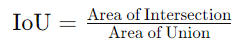 IoU = Area of Intersection / Area of Union